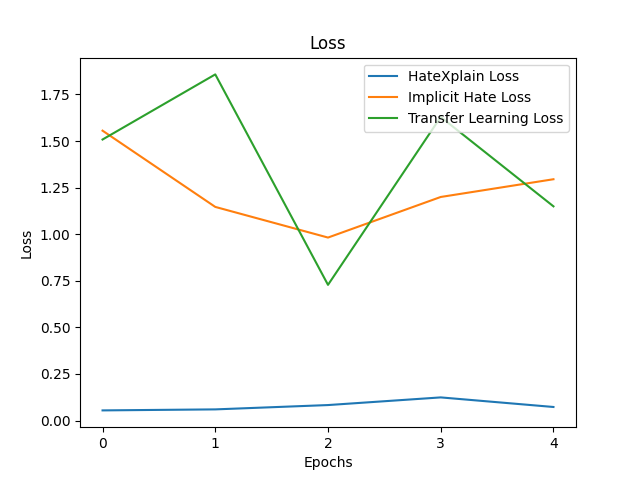 Loss
HateXplain Loss
Implicit Hate Loss
Transfer Learning Loss
1.75
1.50
1.25
1.00
0.75
0.50
0.25
0.00
Loss
0 1 2 3 4
Epochs